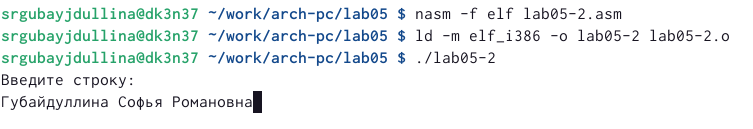 srgubayjdullina@dk3n37 ~/work/arch-pc/lab05 $ nasm -f elf lab05-2.asm
srgubayjdullina@dk3n37 ~/work/arch-pc/lab05 $ ld -m elf_i386 -o lab05-2 lab05-2.o
srgubayjdullina@dk3n37 ~/work/arch-pc/lab05 $ ./lab05-2
Введите строку:
Губайдуллина Софья Романовна